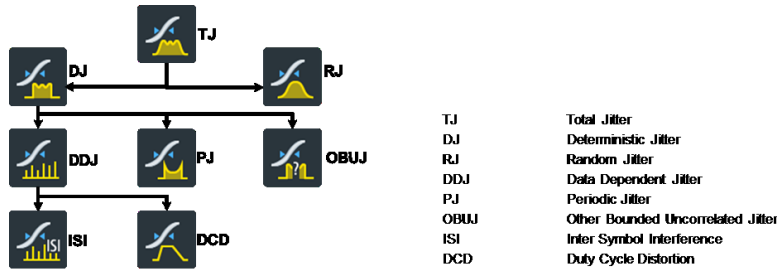 TJ
DJ
RJ
DDJ
PJ
OBUJ
?
ISI
ISI
DCD
TJ Total Jitter
DJ Deterministic Jitter
RJ Random Jitter
DDJ Data Dependent Jitter
PJ Periodic Jitter
OBUJ Other Bounded Uncorrelated Jitter
ISI Inter Symbol Interference
DCD Duty Cycle Distortion